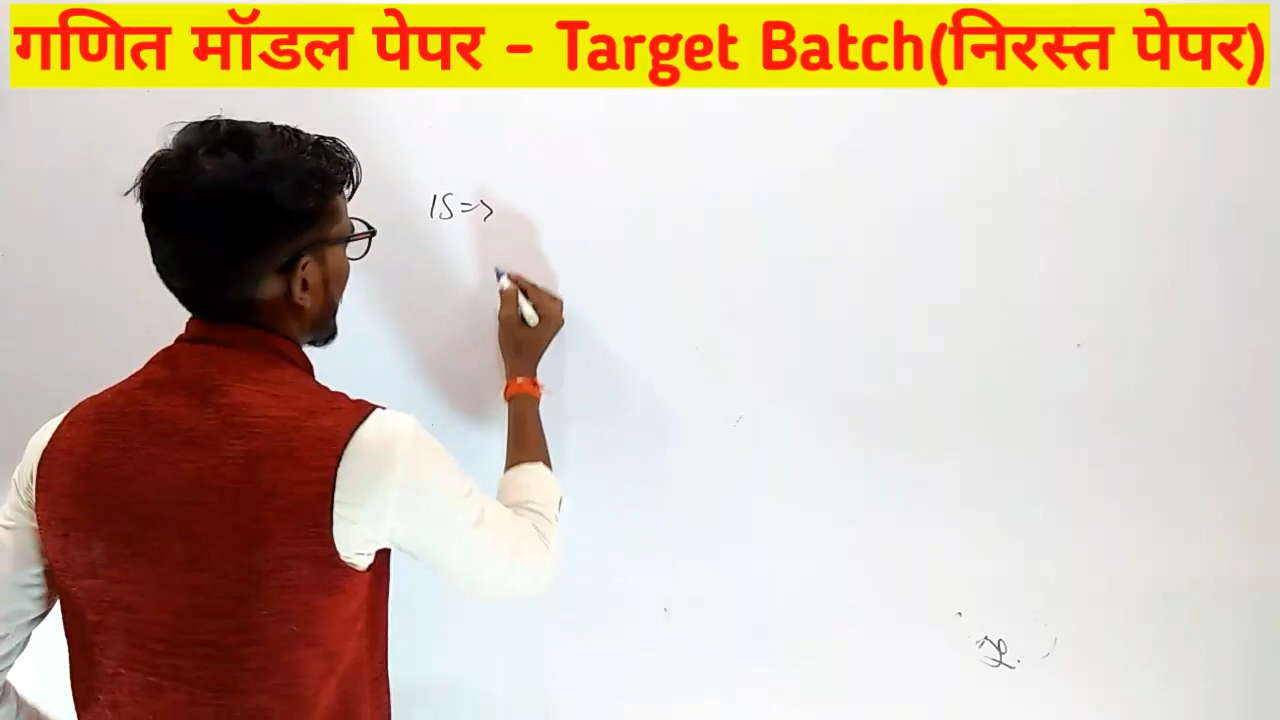 गणित मॉडल पेपर - Target Batch(निरस्त पेपर)
15=>